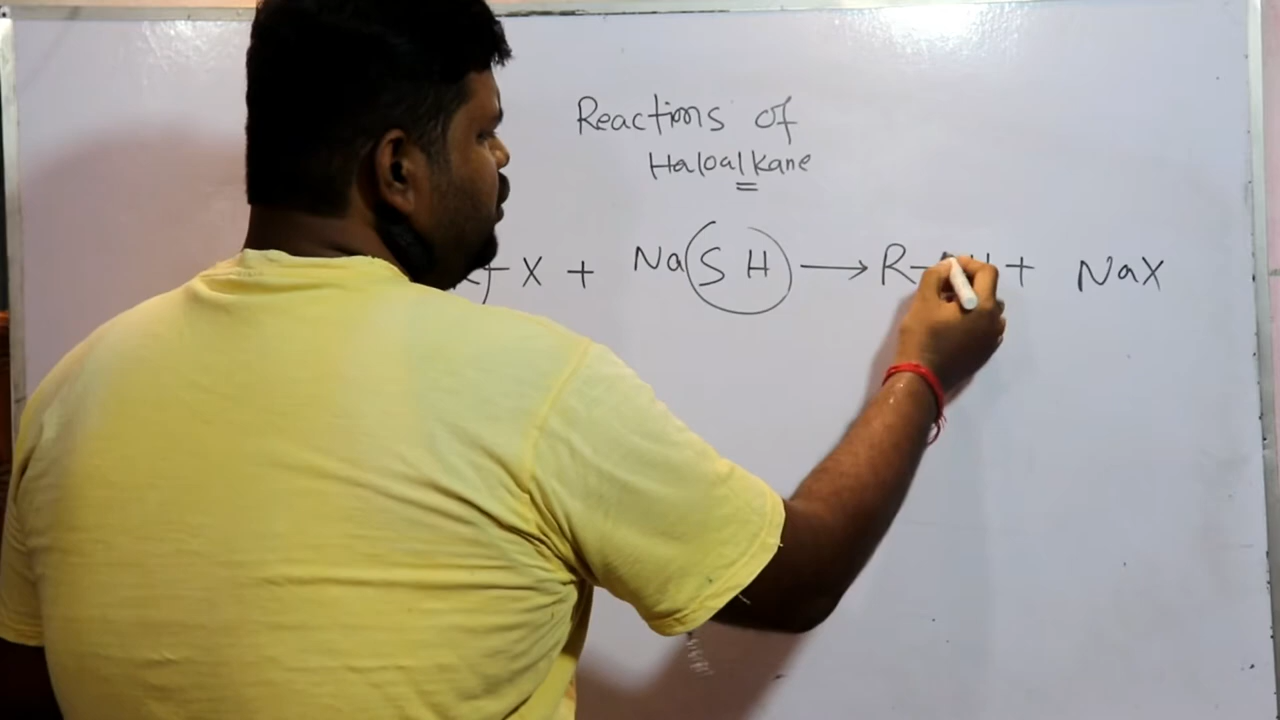 Reactions of
Haloalkane
X + NaSH → R- + NaX